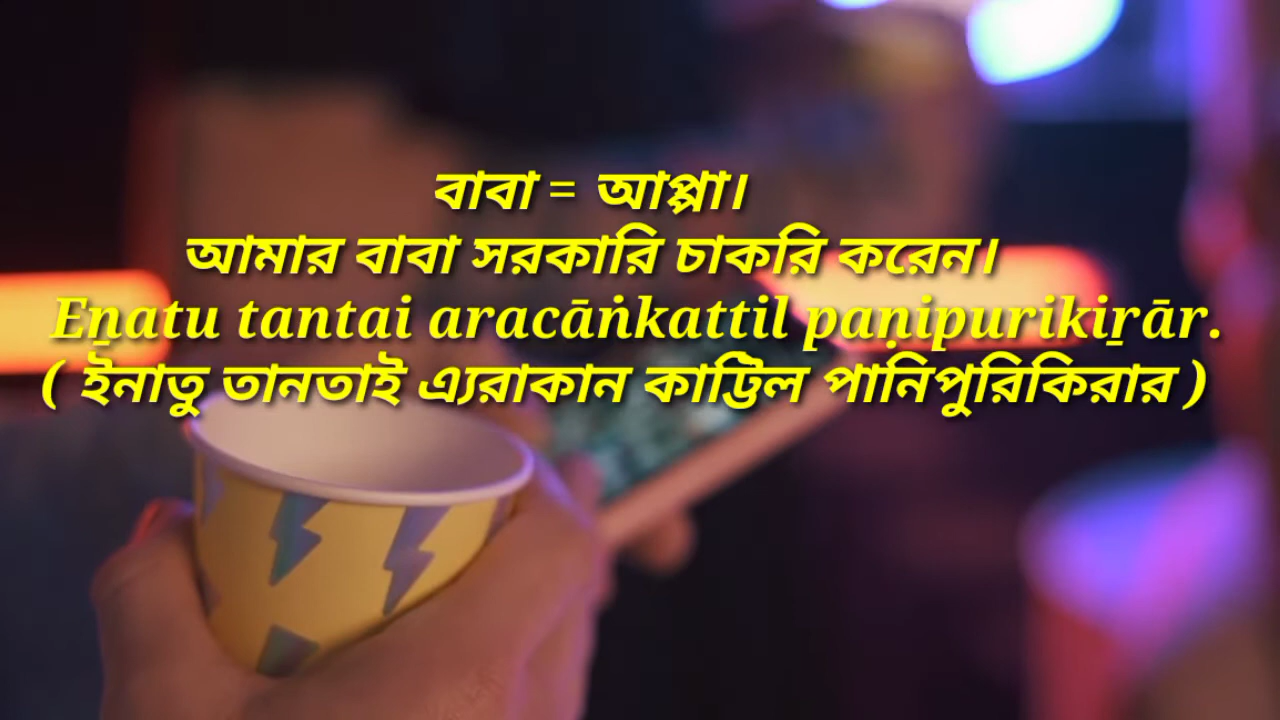 বাবা = আপ্পা।
আমার বাবা সরকারি চাকরি করেন।
Eṉatu tantai aracāṅkattil paṇipurikiṟār.
( ইনাতু তানতাই এ্যরাকান কাট্টিল পানিপুরিকিরার )